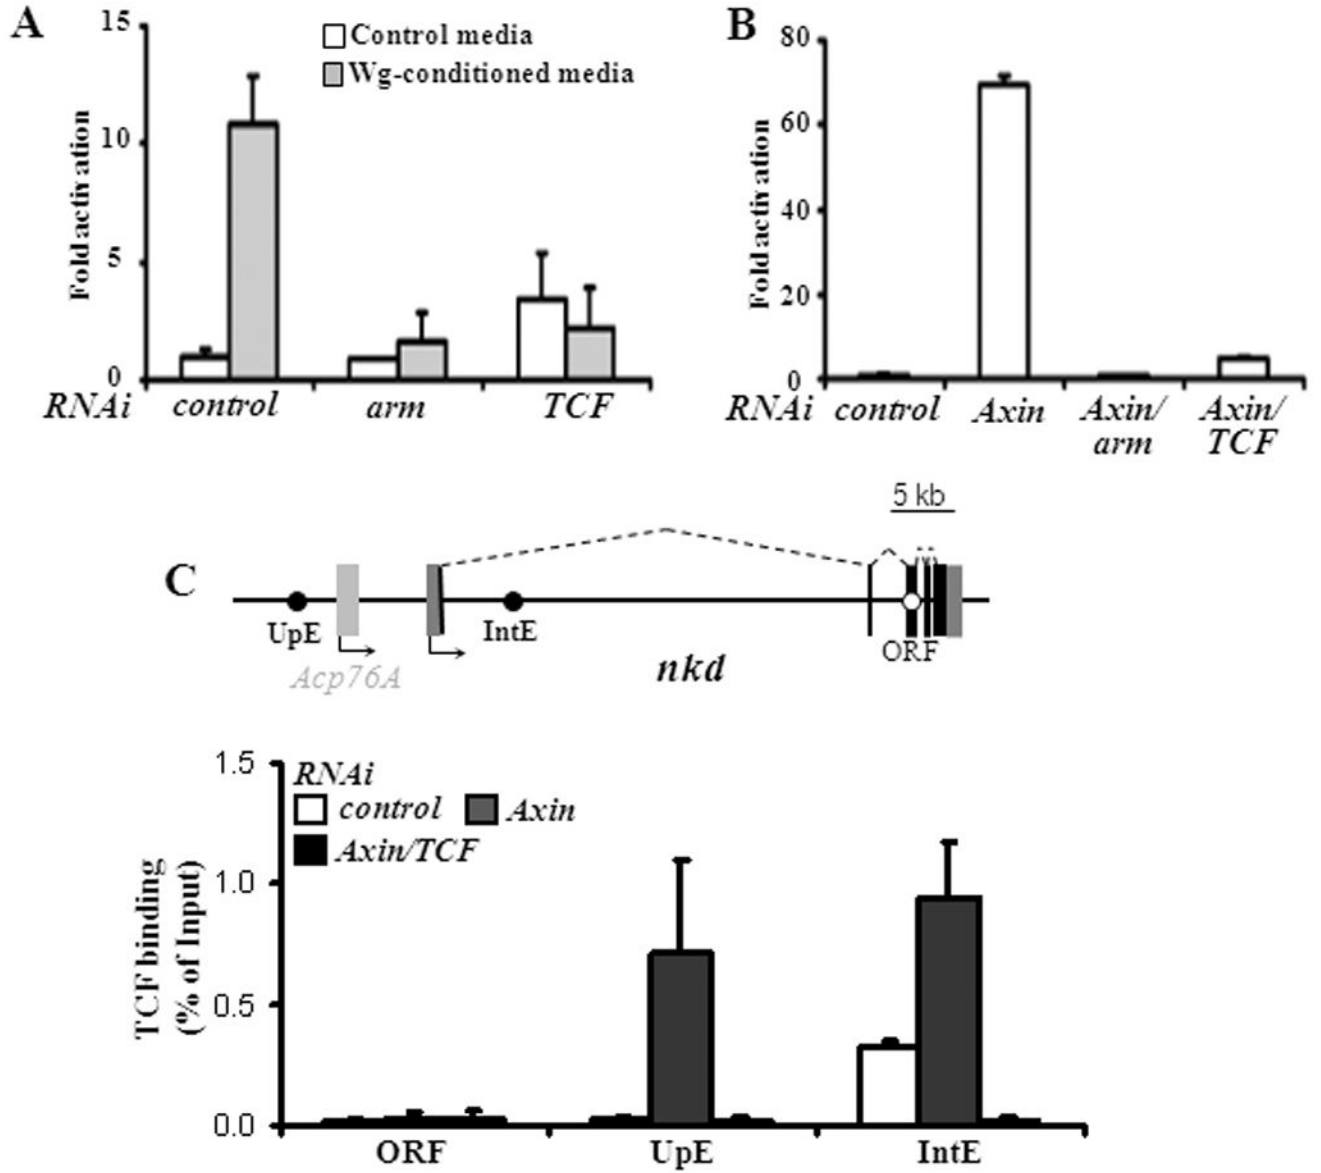 A
15
10
5
0
Fold activation
Control media
Wg-conditioned media
RNAi control arm TCF
B
80
60
40
20
0
Fold activation
RNAi control Axin Axin/arm Axin/TCF
C
5 kb
UpE
IntE
ORF
Acp76A
nkd
1.5
1.0
0.5
0.0
TCF binding
(% of Input)
RNAi
control Axin
Axin/TCF
ORF UpE IntE